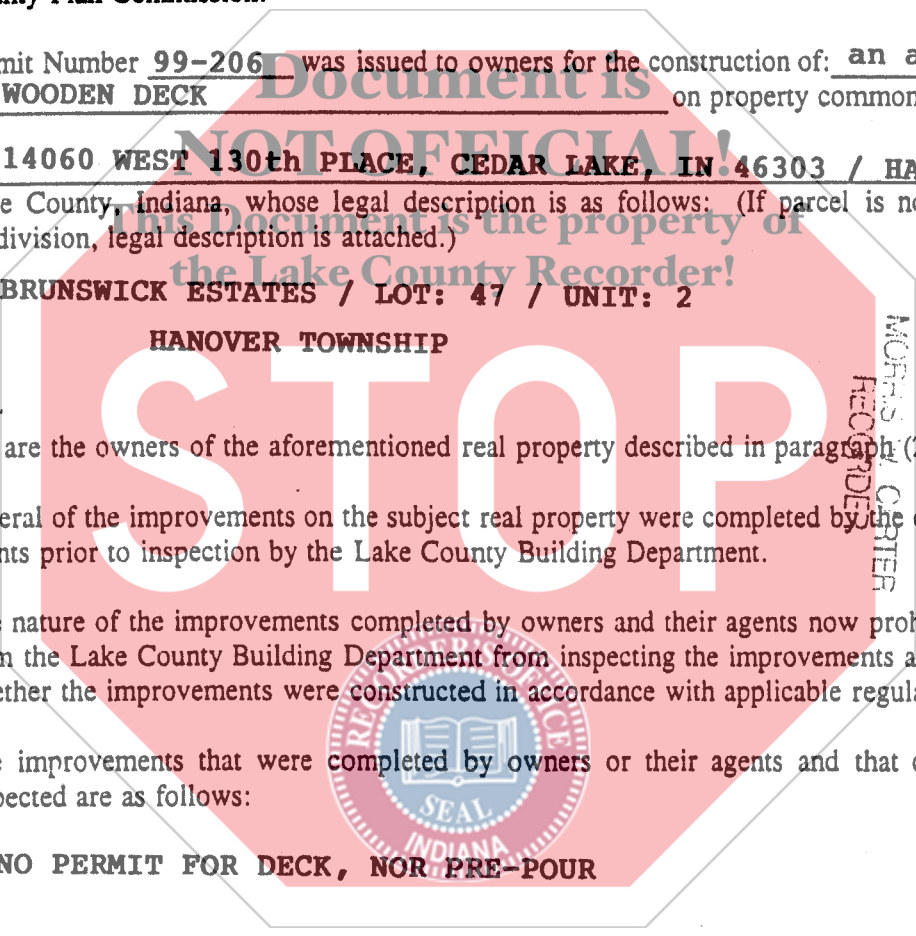 nty Plan Commission.
mit Number 99-206 was issued to owners for the construction of: an a
WOODEN DECK on property common
14060 WEST 130th PLACE, CEDAR LAKE, IN 46303 / HA
e County, Indiana, whose legal description is as follows: (If parcel is no
division, legal description is attached.)
BRUNSWICK ESTATES / LOT: 47 / UNIT: 2
HANOVER TOWNSHIP
are the owners of the aforementioned real property described in paragraph (2
eral of the improvements on the subject real property were completed by the
nts prior to inspection by the Lake County Building Department.
e nature of the improvements completed by owners and their agents now proh
m the Lake County Building Department from inspecting the improvements a
ether the improvements were constructed in accordance with applicable regula
e improvements that were completed by owners or their agents and that
pected are as follows:
NO PERMIT FOR DECK, NOR PRE-POUR
Document is
NOT OFFICIAL!
This Document is the property of
the Lake County Recorder!
STOP
RECORDER OFFICE
SEAL
INDIANA
MORRIS W. CARTER
RECORDER